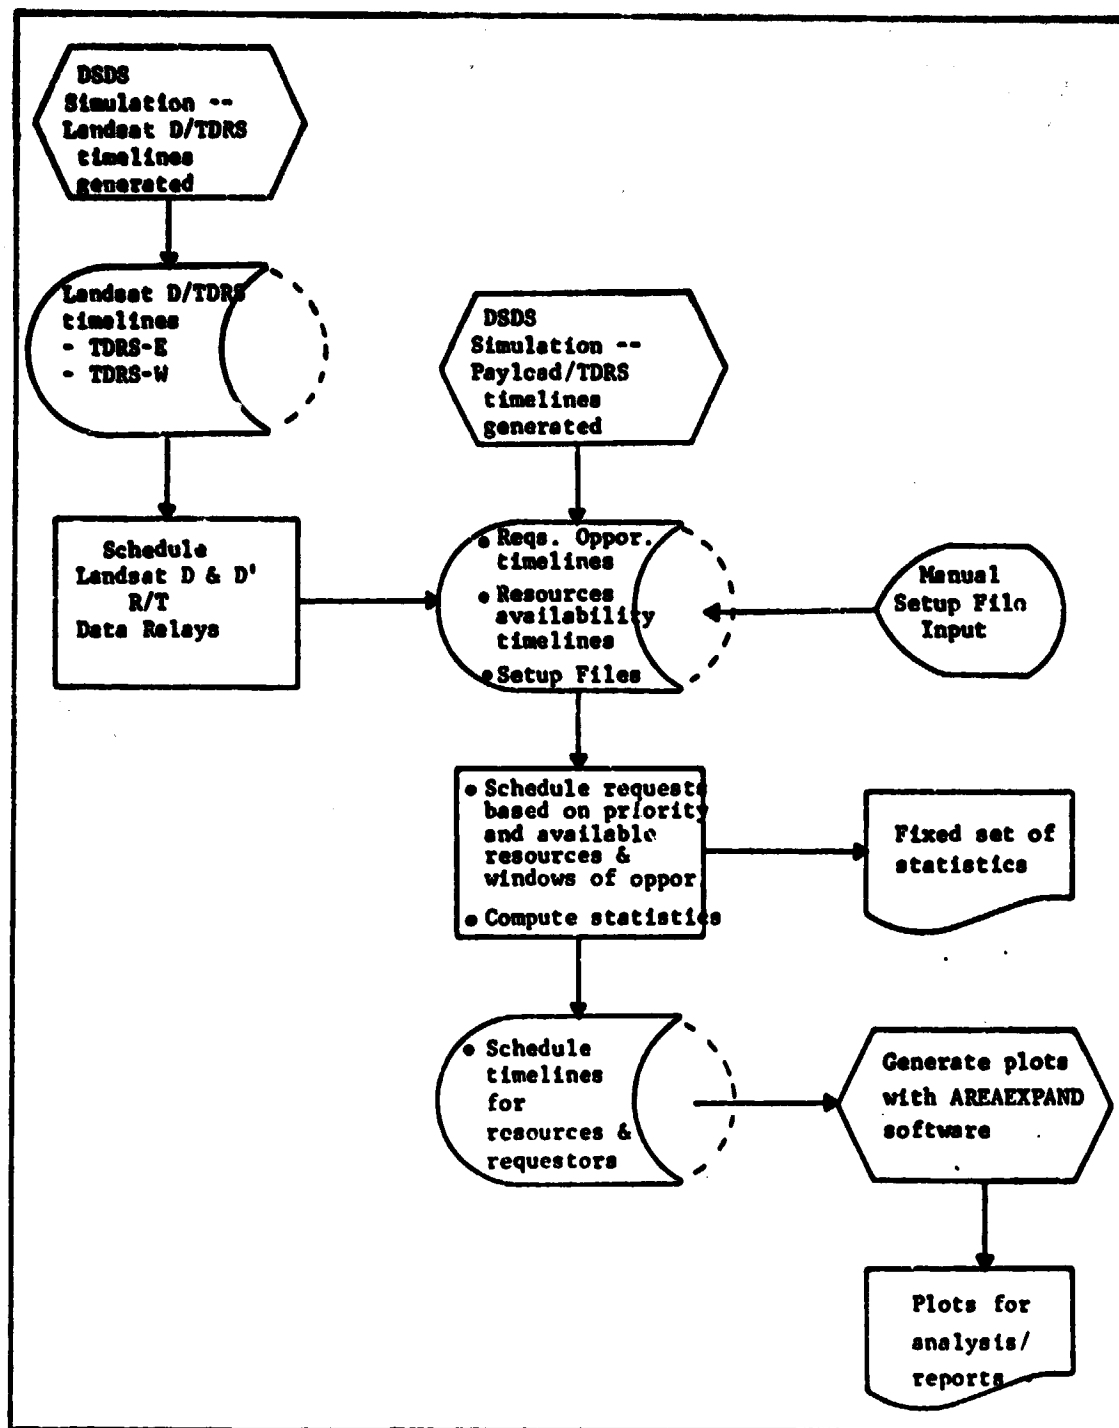 DSDS
Simulation --
Landsat D/TDRS
timelines
generated
Landsat D/TDRS
timelines
- TDRS-E
- TDRS-W
DSDS
Simulation --
Payload/TDRS
timelines
generated
Schedule
Landsat D & D'
R/T
Data Relays
• Reqs. Oppor.
timelines
• Resources
availability
timelines
• Setup Files
Manual
Setup File
Input
• Schedule requests
based on priority
and available
resources &
windows of oppor
• Compute statistics
Fixed set of
statistics
• Schedule
timelines
for
resources &
requestors
Generate plots
with AREAEXPAND
software
Plots for
analysis/
reports